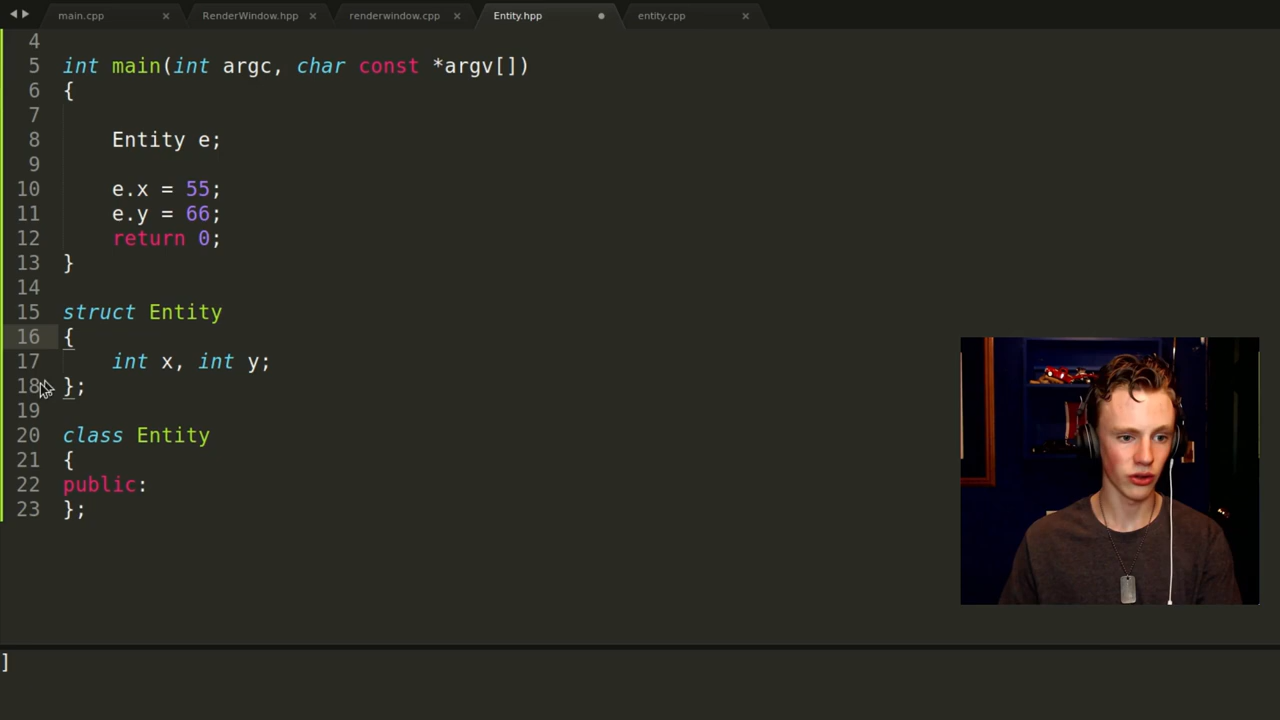 main.cpp
RenderWindow.hpp
renderwindow.cpp
Entity.hpp
entity.cpp
4
5 int main(int argc, char const *argv[])
6 {
7
8 Entity e;
9
10 e.x = 55;
11 e.y = 66;
12 return 0;
13 }
14
15 struct Entity
16 {
17 int x, int y;
18 };
19
20 class Entity
21 {
22 public:
23 };
]